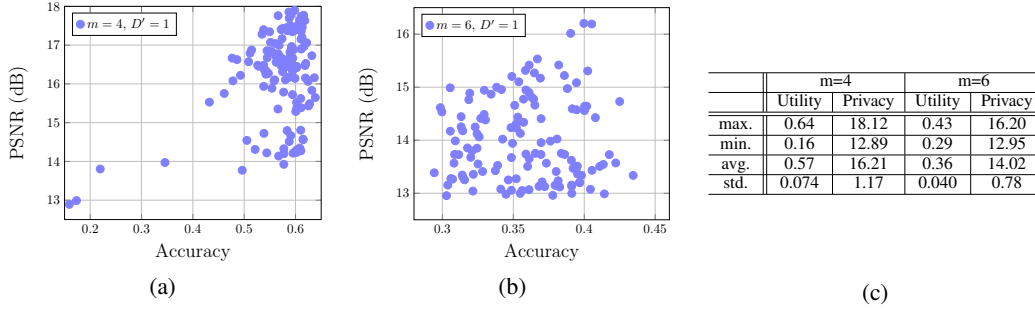 18
17
16
15
14
13
0.2 0.3 0.4 0.5 0.6
PSNR (dB)
Accuracy
m = 4, D′ = 1
(a)
16
15
14
13
0.3 0.35 0.4 0.45
PSNR (dB)
Accuracy
m = 6, D′ = 1
(b)
m=4 m=6
Utility Privacy Utility Privacy
max. 0.64 18.12 0.43 16.20
min. 0.16 12.89 0.29 12.95
avg. 0.57 16.21 0.36 14.02
std. 0.074 1.17 0.040 0.78
(c)